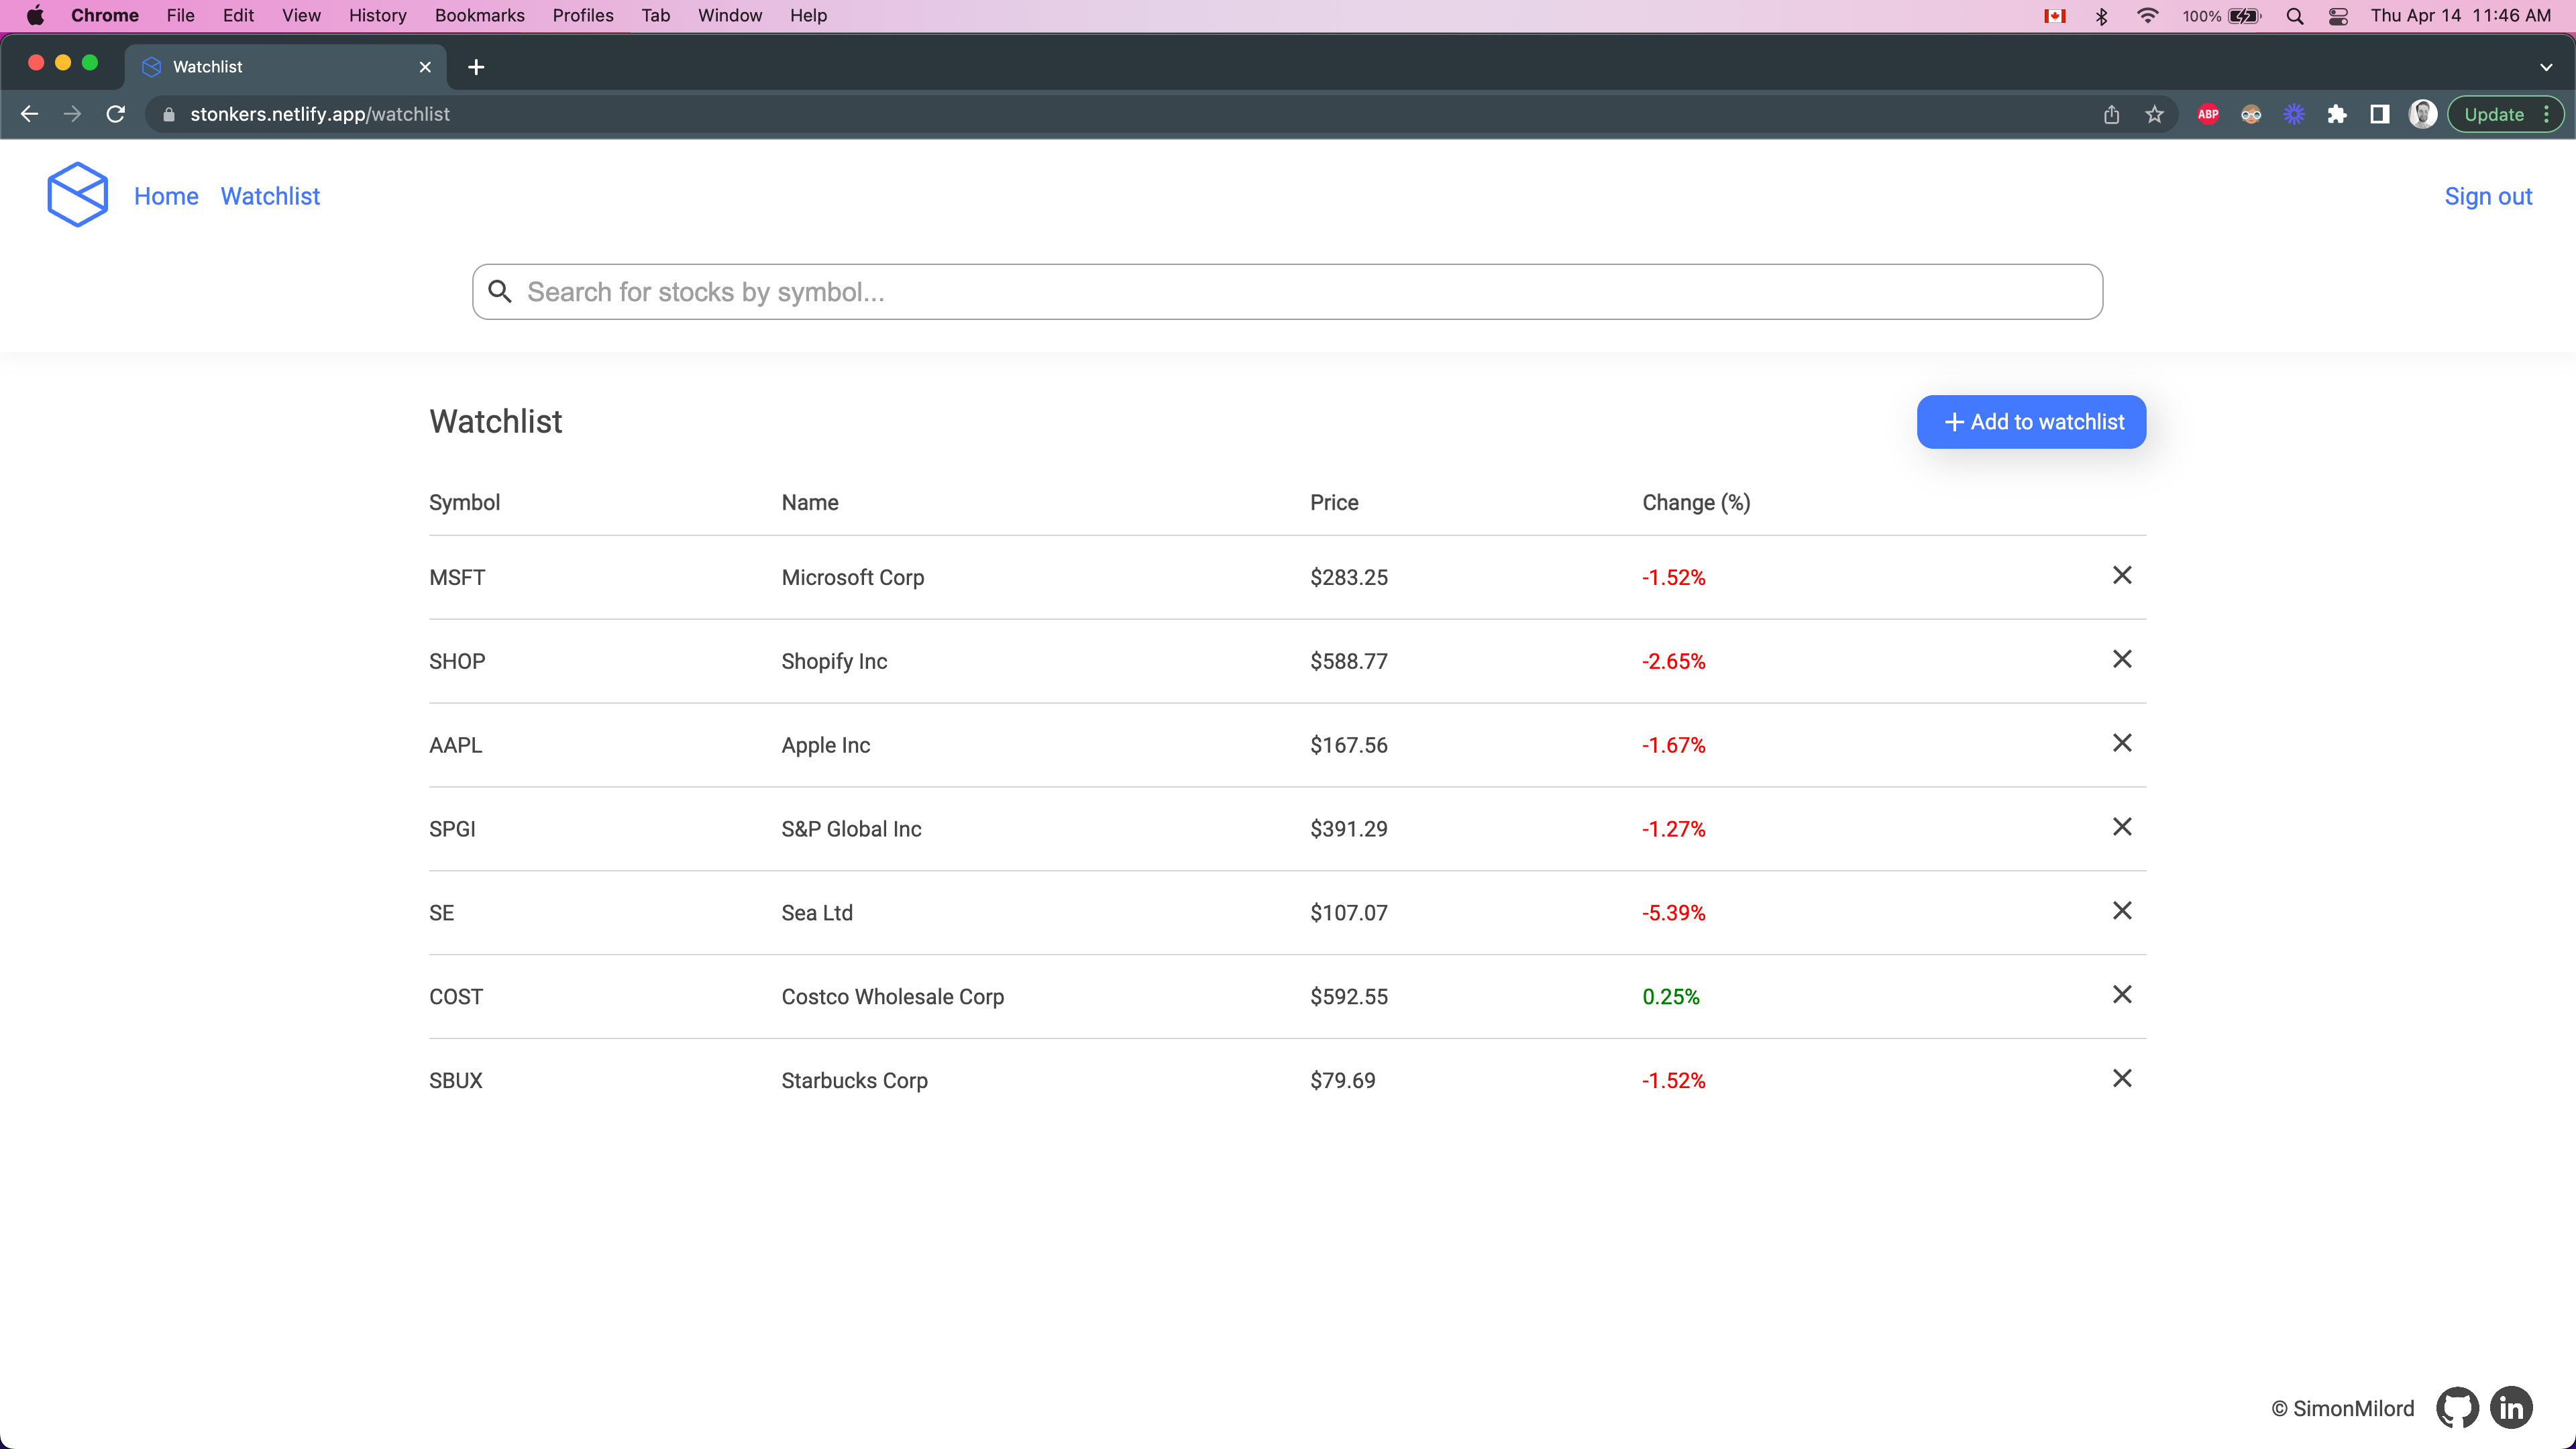 Chrome File Edit View History Bookmarks Profiles Tab Window Help 100% Thu Apr 14 11:46 AM
Watchlist
stonkers.netlify.app/watchlist ABP Update
Home Watchlist Sign out
Search for stocks by symbol...
Watchlist + Add to watchlist
Symbol Name Price Change (%)
MSFT Microsoft Corp $283.25 -1.52%
SHOP Shopify Inc $588.77 -2.65%
AAPL Apple Inc $167.56 -1.67%
SPGI S&P Global Inc $391.29 -1.27%
SE Sea Ltd $107.07 -5.39%
COST Costco Wholesale Corp $592.55 0.25%
SBUX Starbucks Corp $79.69 -1.52%
© SimonMilord in